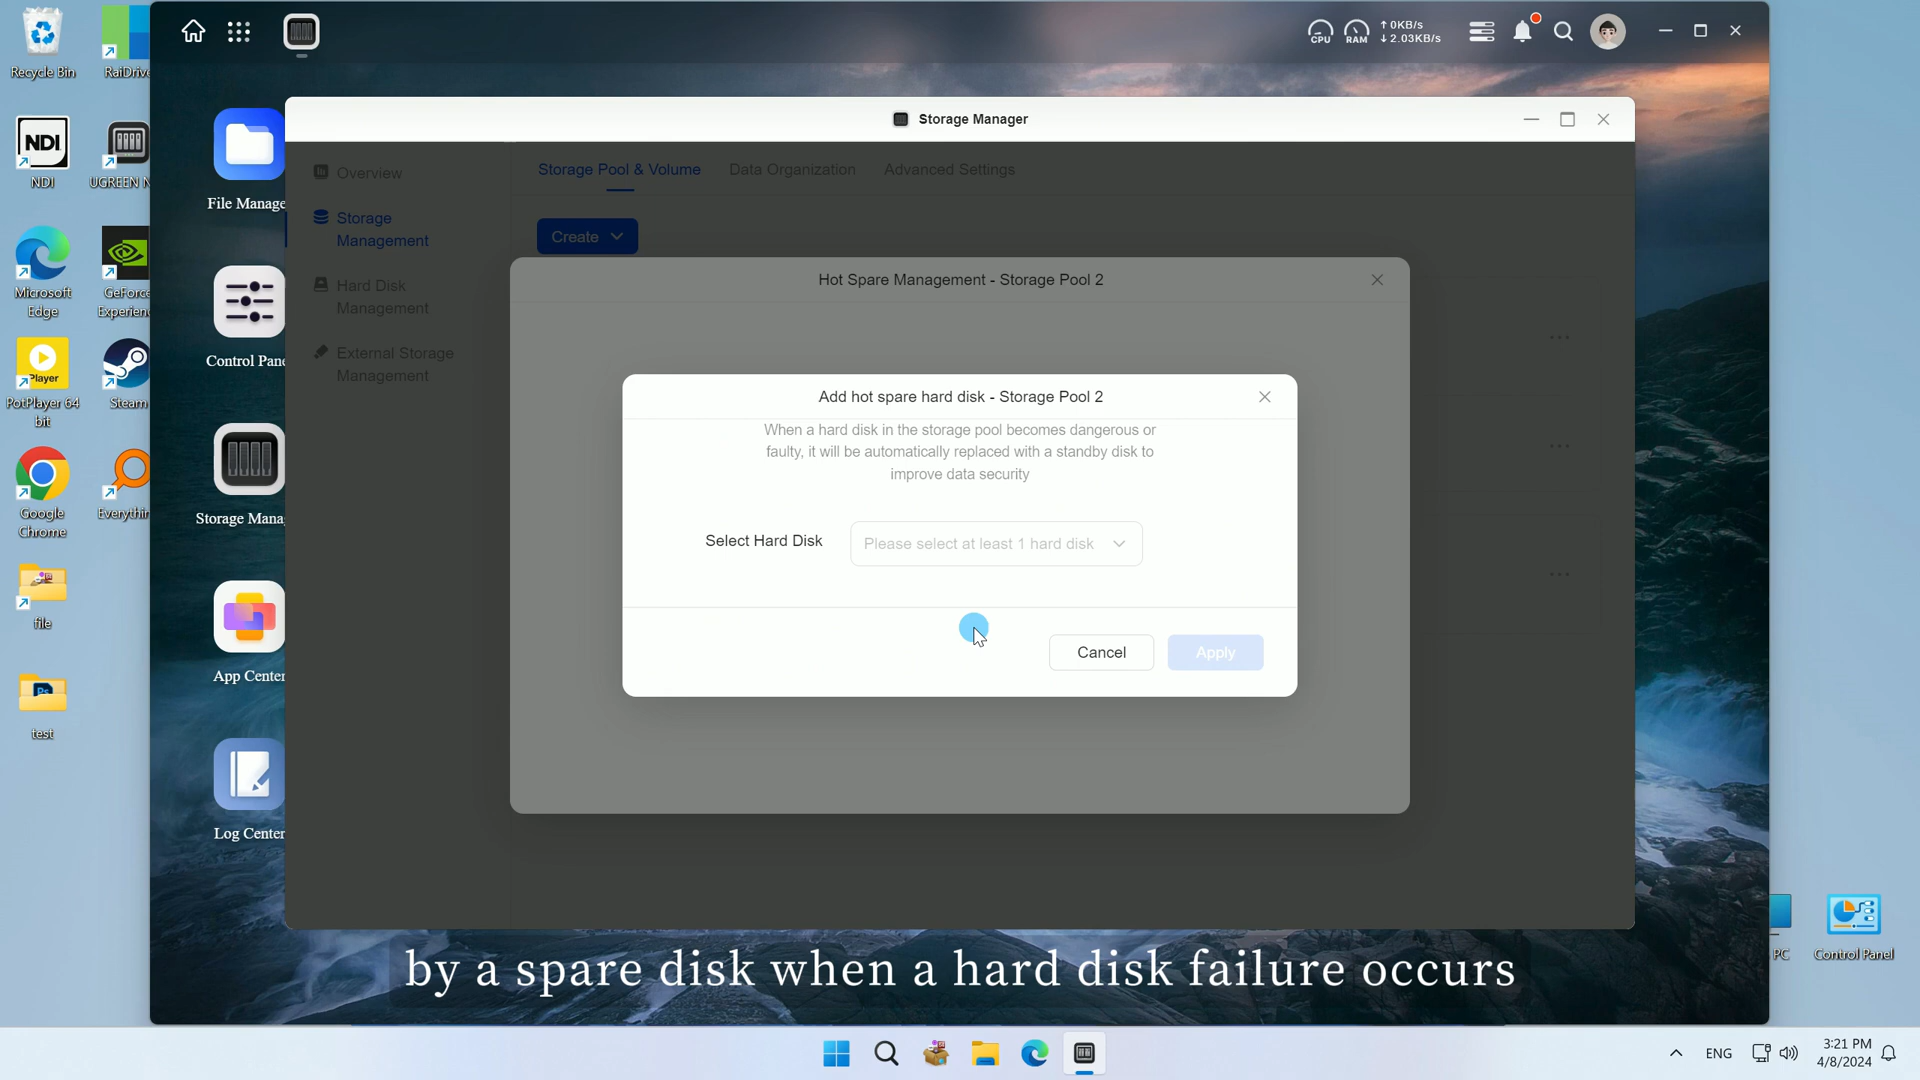 Recycle Bin
RaiDrive
NDI
NDI
UGREEN N
Microsoft
Edge
GeForce
Experienc
Player
PotPlayer 64
bit
Steam
Google
Chrome
Everythin
file
Ps
test
CPU
RAM
↑ 0KB/s
↓ 2.03KB/s
File Manage
Control Pane
Storage Mana
App Center
Log Center
Storage Manager
Overview
Storage
Management
Hard Disk
Management
External Storage
Management
Storage Pool & Volume
Data Organization
Advanced Settings
Create
Hot Spare Management - Storage Pool 2
Add hot spare hard disk - Storage Pool 2
When a hard disk in the storage pool becomes dangerous or
faulty, it will be automatically replaced with a standby disk to
improve data security
Select Hard Disk
Please select at least 1 hard disk
Cancel
Apply
by a spare disk when a hard disk failure occurs
PC
Control Panel
ENG
3:21 PM
4/8/2024